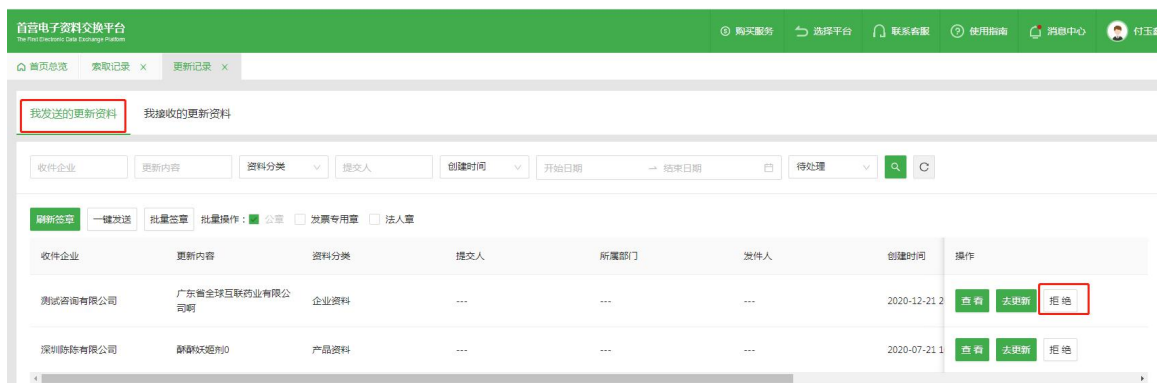 首营电子资料交换平台
The First Electronic Data Exchange Platform
购买服务 选择平台 联系客服 使用指南 消息中心 付玉
首页总览 索取记录 × 更新记录 ×
我发送的更新资料 我接收的更新资料
收件企业 更新内容 资料分类 提交人 创建时间 开始日期 → 结束日期 待处理
刷新签章 一键发送 批量签章 批量操作: 公章 发票专用章 法人章
收件企业 更新内容 资料分类 提交人 所属部门 发件人 创建时间 操作
测试咨询有限公司 广东省全球互联药业有限公司啊 企业资料 --- --- --- 2020-12-21 2 查看 去更新 拒绝
深圳陈陈有限公司 产品资料 --- --- --- 2020-07-21 1 查看 去更新 拒绝